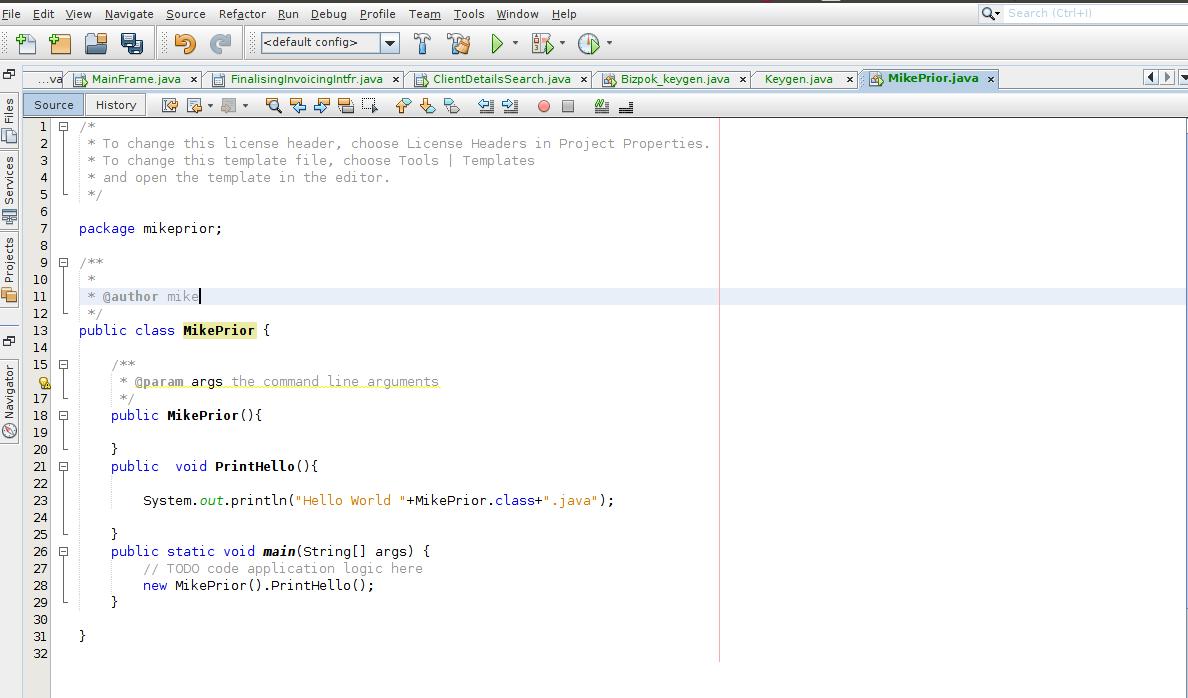 File Edit View Navigate Source Refactor Run Debug Profile Team Tools Window Help
Search (Ctrl+I)
<default config>
...va MainFrame.java FinalisingInvoicingIntfr.java ClientDetailsSearch.java Bizpok_keygen.java Keygen.java MikePrior.java
Source History
Files
Services
Projects
Navigator
1 /*
2 * To change this license header, choose License Headers in Project Properties.
3 * To change this template file, choose Tools | Templates
4 * and open the template in the editor.
5 */
6
7 package mikeprior;
8
9 /**
10 *
11 * @author mike
12 */
13 public class MikePrior {
14
15 /**
* @param args the command line arguments
17 */
18 public MikePrior(){
19
20 }
21 public  void PrintHello(){
22
23 System.out.println("Hello World "+MikePrior.class+".java");
24
25 }
26 public static void main(String[] args) {
27 // TODO code application logic here
28 new MikePrior().PrintHello();
29 }
30
31 }
32